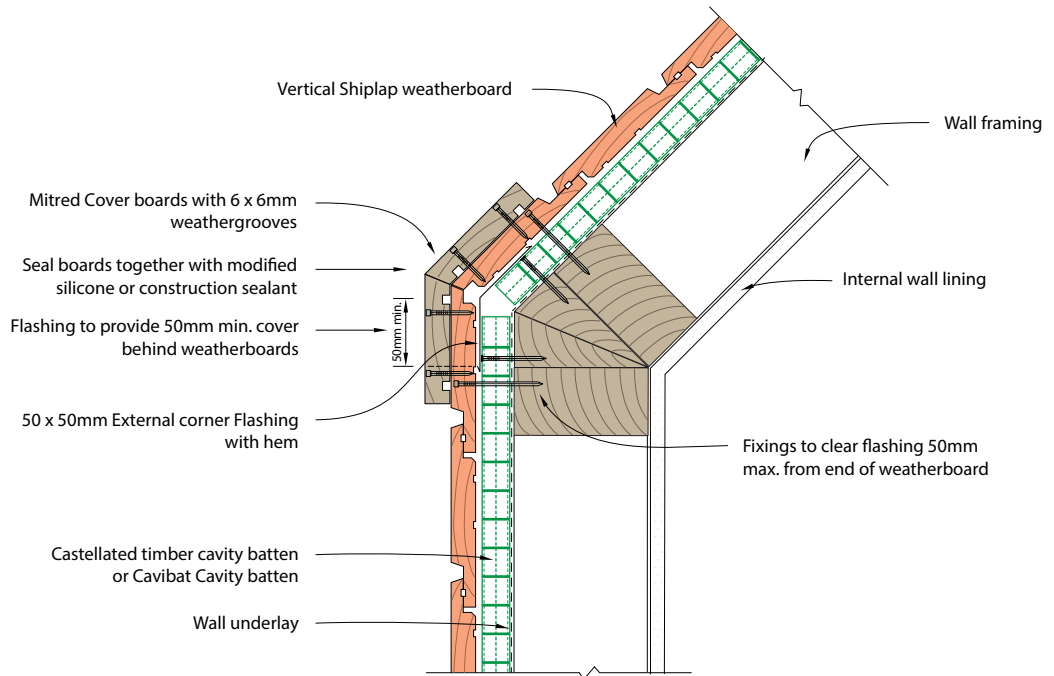 Vertical Shiplap weatherboard
Wall framing
Mitred Cover boards with 6 x 6mm
weathergrooves
Seal boards together with modified
silicone or construction sealant
Internal wall lining
Flashing to provide 50mm min. cover
behind weatherboards
50mm min.
50 x 50mm External corner Flashing
with hem
Fixings to clear flashing 50mm
max. from end of weatherboard
Castellated timber cavity batten
or Cavibat Cavity batten
Wall underlay